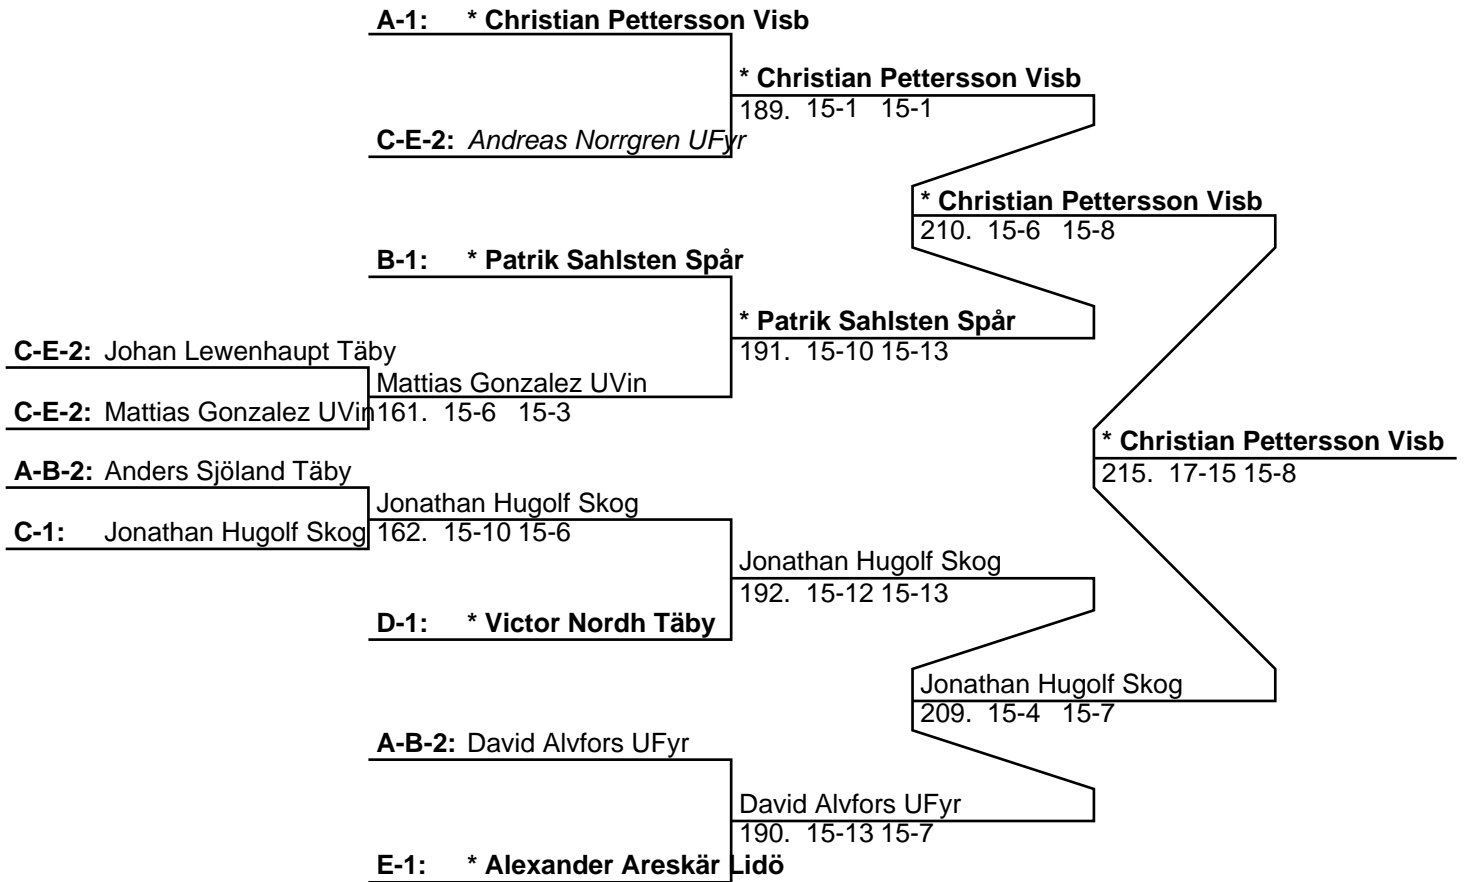 A-1: * Christian Pettersson Visb
* Christian Pettersson Visb
189. 15-1 15-1
C-E-2: Andreas Norrgren UFyr
* Christian Pettersson Visb
210. 15-6 15-8
B-1: * Patrik Sahlsten Spår
* Patrik Sahlsten Spår
191. 15-10 15-13
C-E-2: Johan Lewenhaupt Täby
Mattias Gonzalez UVin
C-E-2: Mattias Gonzalez UVin 161. 15-6 15-3
* Christian Pettersson Visb
215. 17-15 15-8
A-B-2: Anders Sjöland Täby
Jonathan Hugolf Skog
C-1: Jonathan Hugolf Skog 162. 15-10 15-6
Jonathan Hugolf Skog
192. 15-12 15-13
D-1: * Victor Nordh Täby
Jonathan Hugolf Skog
209. 15-4 15-7
A-B-2: David Alvfors UFyr
David Alvfors UFyr
190. 15-13 15-7
E-1: * Alexander Areskär Lidö